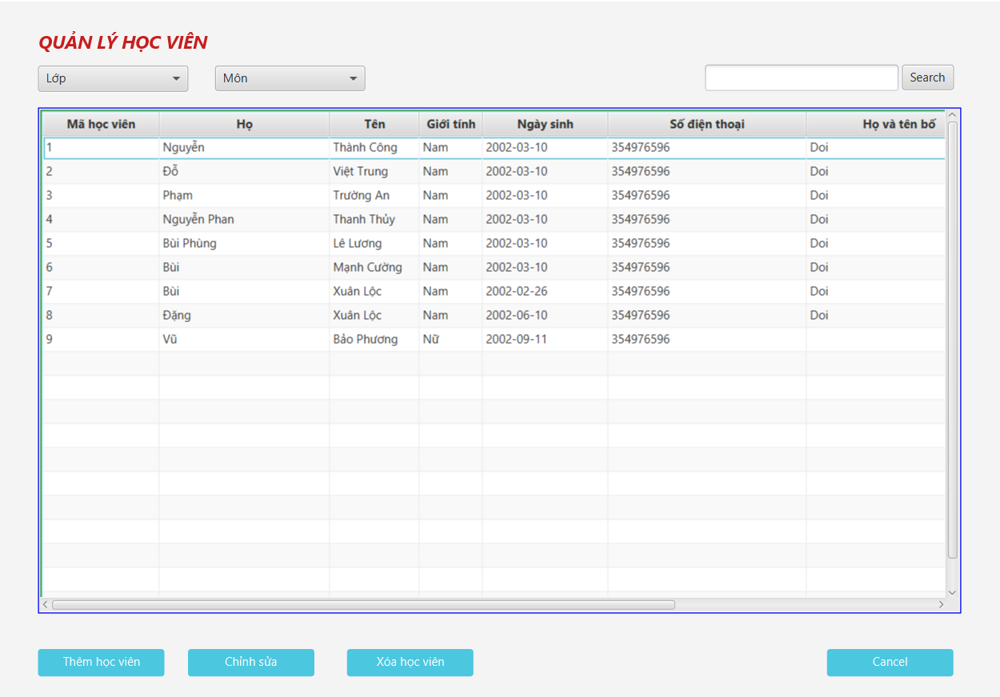 QUẢN LÝ HỌC VIÊN
Lớp Môn Search
Mã học viên Họ Tên Giới tính Ngày sinh Số điện thoại Họ và tên bố
1 Nguyễn Thành Công Nam 2002-03-10 354976596 Doi
2 Đỗ Việt Trung Nam 2002-03-10 354976596 Doi
3 Phạm Trường An Nam 2002-03-10 354976596 Doi
4 Nguyễn Phan Thanh Thủy Nam 2002-03-10 354976596 Doi
5 Bùi Phùng Lê Lương Nam 2002-03-10 354976596 Doi
6 Bùi Mạnh Cường Nam 2002-03-10 354976596 Doi
7 Bùi Xuân Lộc Nam 2002-02-26 354976596 Doi
8 Đặng Xuân Lộc Nam 2002-06-10 354976596 Doi
9 Vũ Bảo Phương Nữ 2002-09-11 354976596
Thêm học viên Chỉnh sửa Xóa học viên Cancel